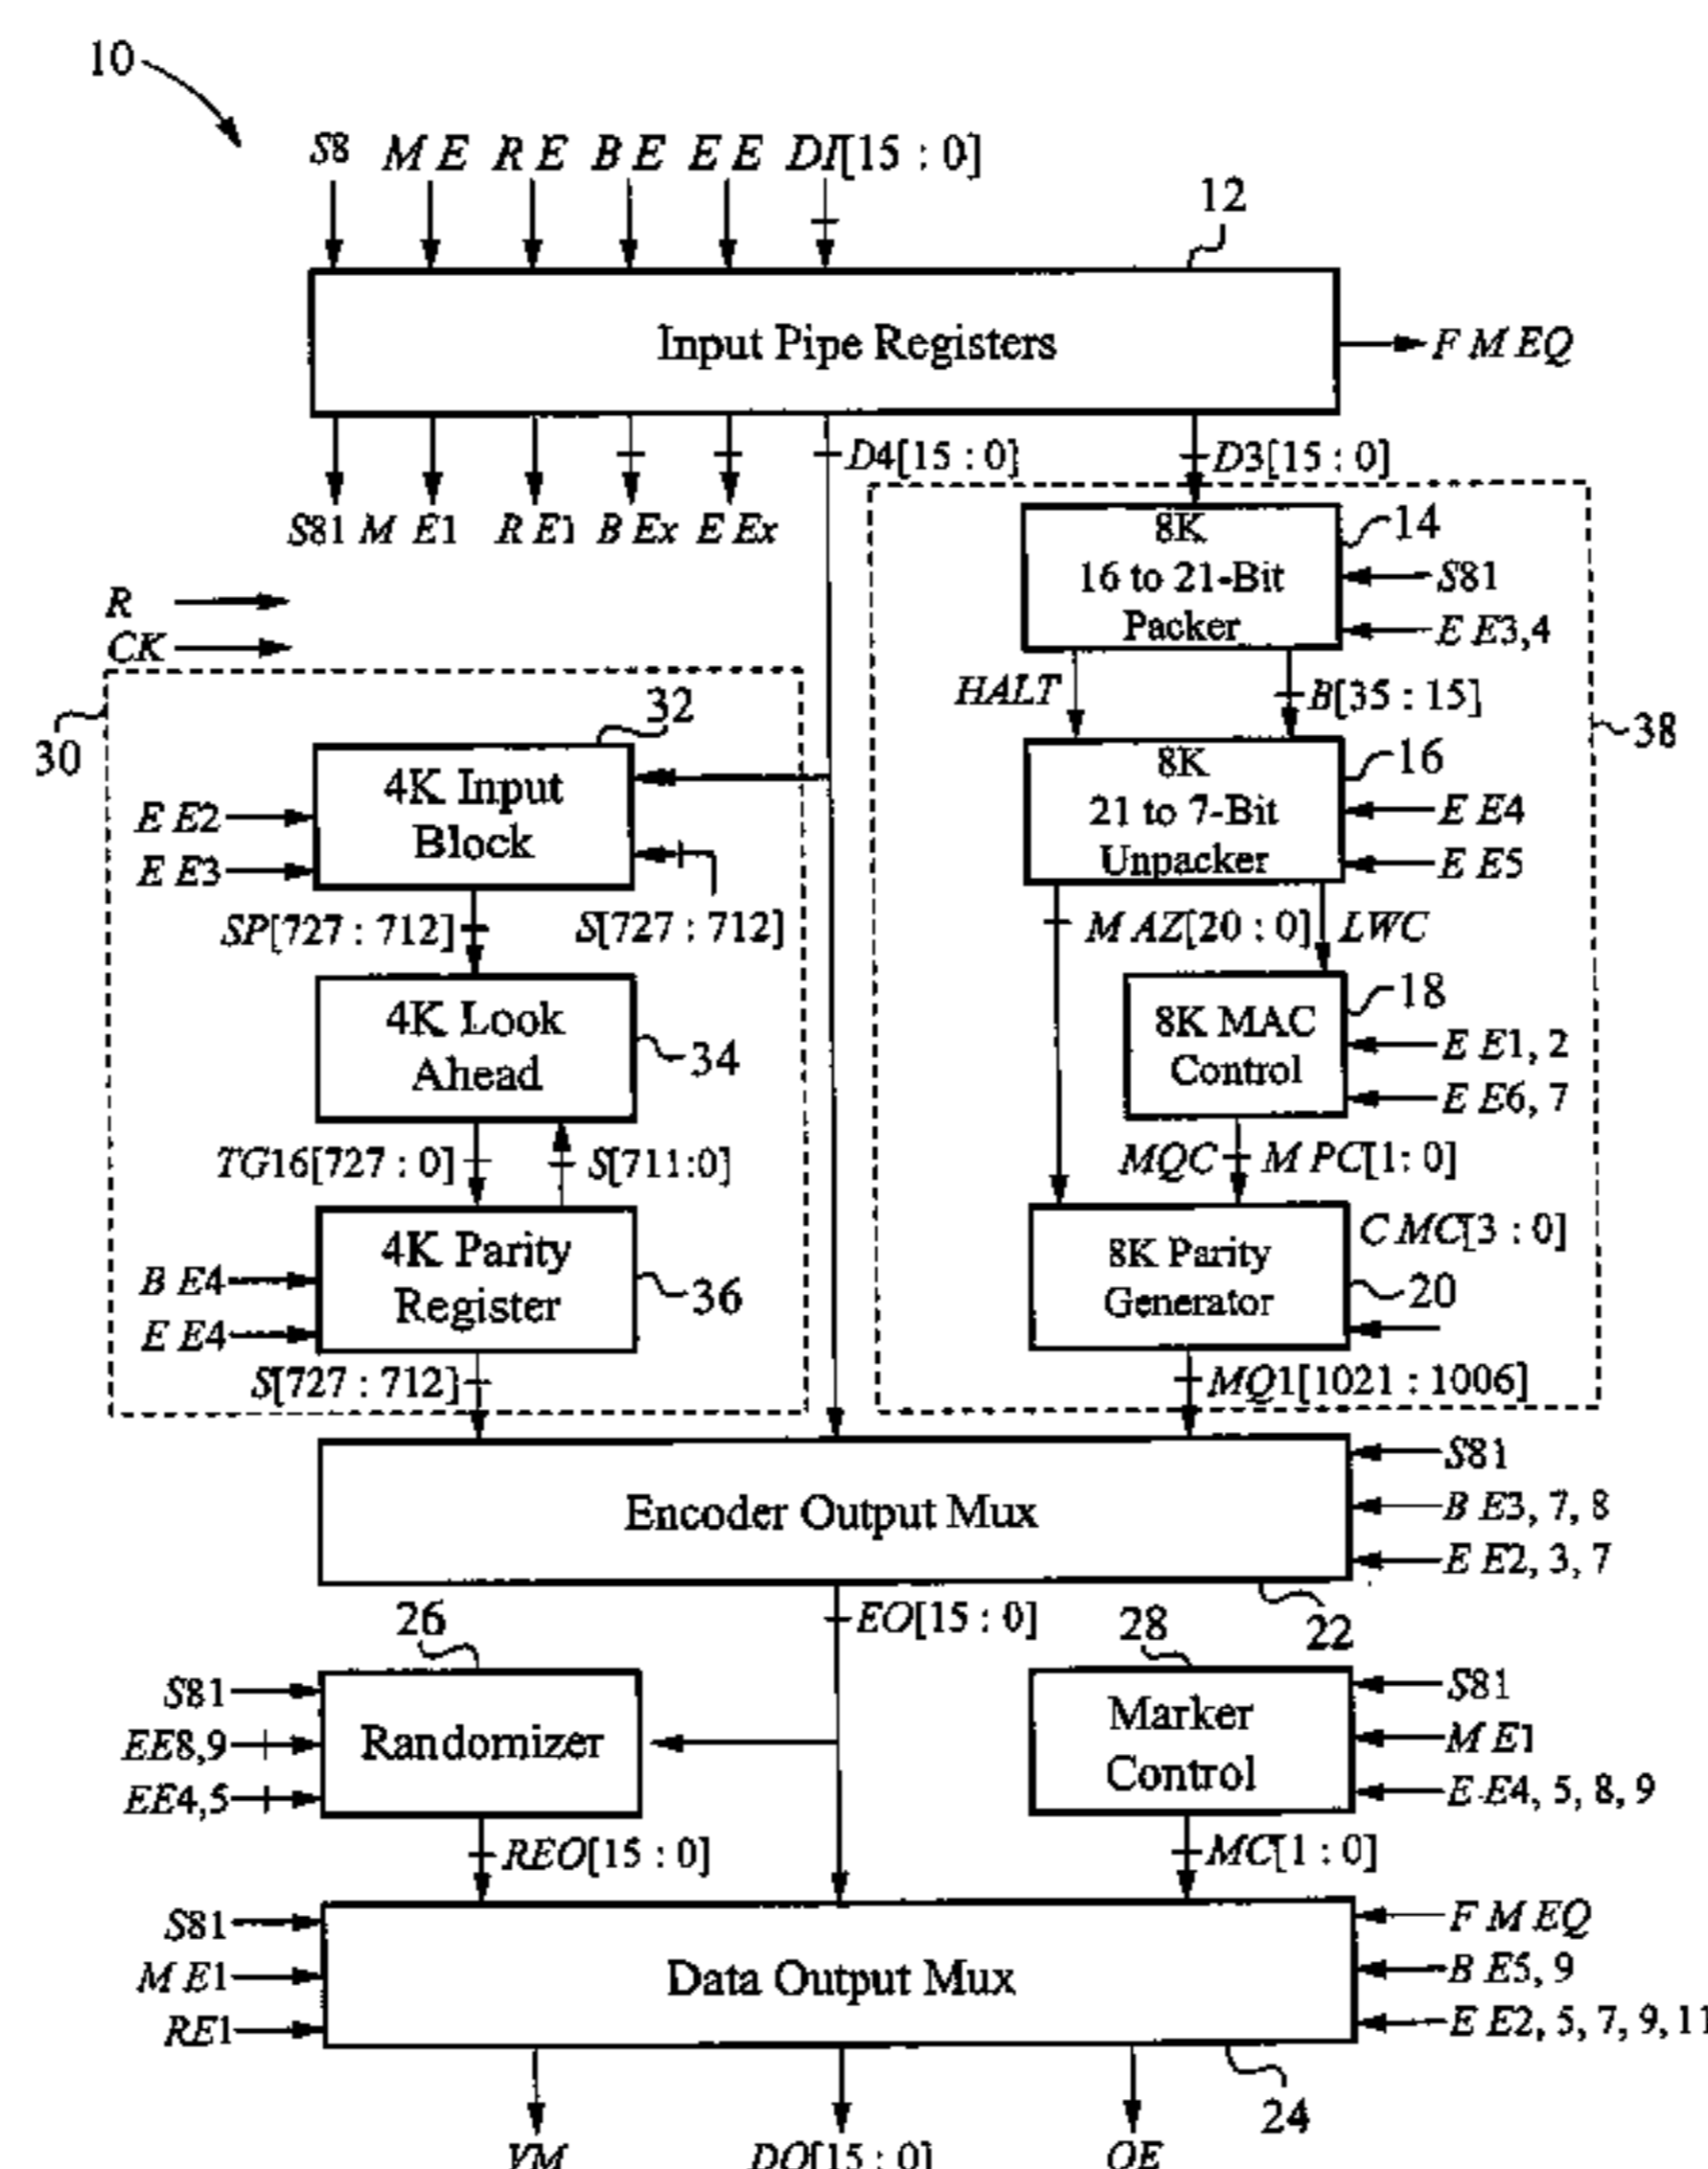 10
S8 M E R E B E E E DI[15 : 0]
12
Input Pipe Registers
F M EQ
D4[15 : 0]
D3[15 : 0]
S81 M E1 R E1 B Ex E Ex
8K
16 to 21-Bit
Packer
14
S81
E E3,4
R
CK
HALT
B[35 : 15]
38
30
32
4K Input
Block
E E2
E E3
8K
21 to 7-Bit
Unpacker
16
E E4
E E5
SP[727 : 712]
S[727 : 712]
M AZ[20 : 0]
LWC
4K Look
Ahead
34
8K MAC
Control
18
E E1, 2
E E6, 7
TG16[727 : 0]
S[711:0]
MQC
M PC[1: 0]
4K Parity
Register
36
B E4
E E4
8K Parity
Generator
C MC[3 : 0]
20
S[727 : 712]
MQ1[1021 : 1006]
Encoder Output Mux
S81
B E3, 7, 8
E E2, 3, 7
22
EO[15 : 0]
26
Randomizer
S81
EE8,9
EE4,5
28
Marker
Control
S81
M E1
E E4, 5, 8, 9
REO[15 : 0]
MC[1 : 0]
S81
M E1
RE1
Data Output Mux
F M EQ
B E5, 9
E E2, 5, 7, 9, 11
24
VM
DO[15 : 0]
OE